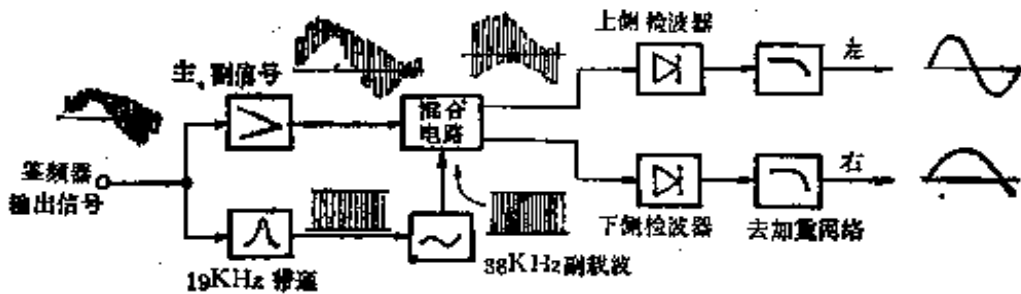 上侧检波器
左
主、副信号
混合
电路
鉴频器
输出信号
右
下侧检波器
去加重网络
19KHz 带通
38KHz副载波